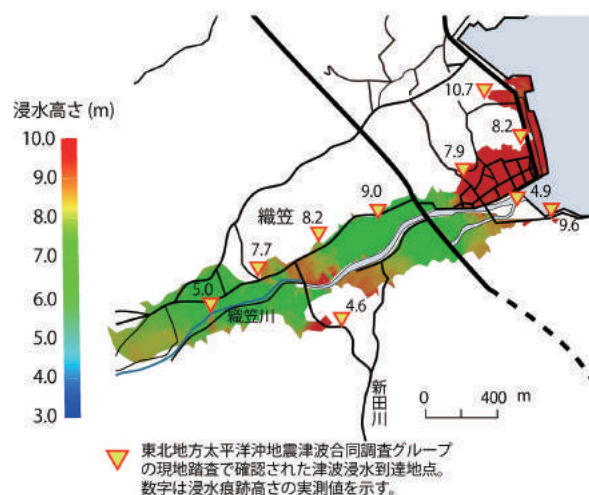 浸水高さ (m)
10.0
9.0
8.0
7.0
6.0
5.0
4.0
3.0
10.7
8.2
7.9
4.9
9.6
9.0
織笠
8.2
7.7
5.0
織笠川
4.6
新田川
0 400 m
東北地方太平洋沖地震津波合同調査グループ
の現地踏査で確認された津波浸水到達地点。
数字は浸水痕跡高さの実測値を示す。